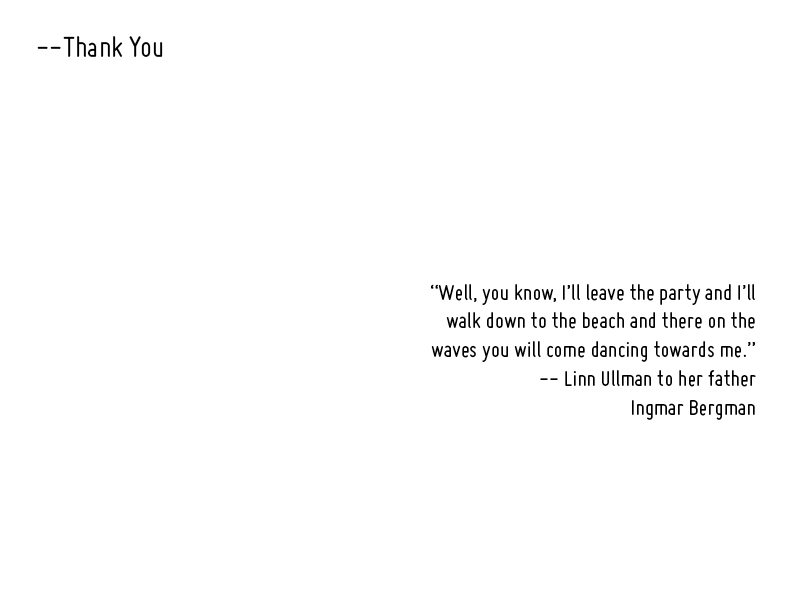 --Thank You
“Well, you know, I’ll leave the party and I’ll
walk down to the beach and there on the
waves you will come dancing towards me.”
-- Linn Ullman to her father
Ingmar Bergman